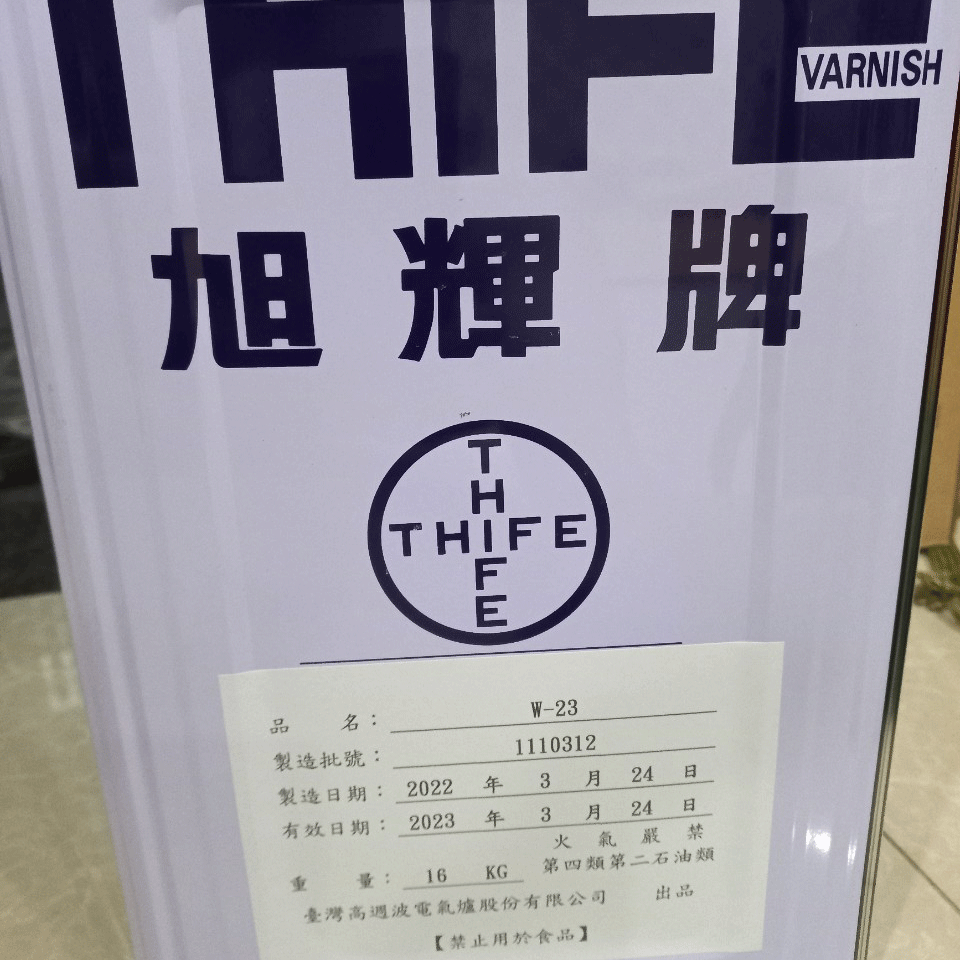 THIFE
VARNISH
旭輝牌
THIFE
THIFE
品名： W-23
製造批號： 1110312
製造日期： 2022 年 3 月 24 日
有效日期： 2023 年 3 月 24 日
火氣嚴禁
重量： 16 KG 第四類第二石油類
臺灣高週波電氣爐股份有限公司 出品
【禁止用於食品】